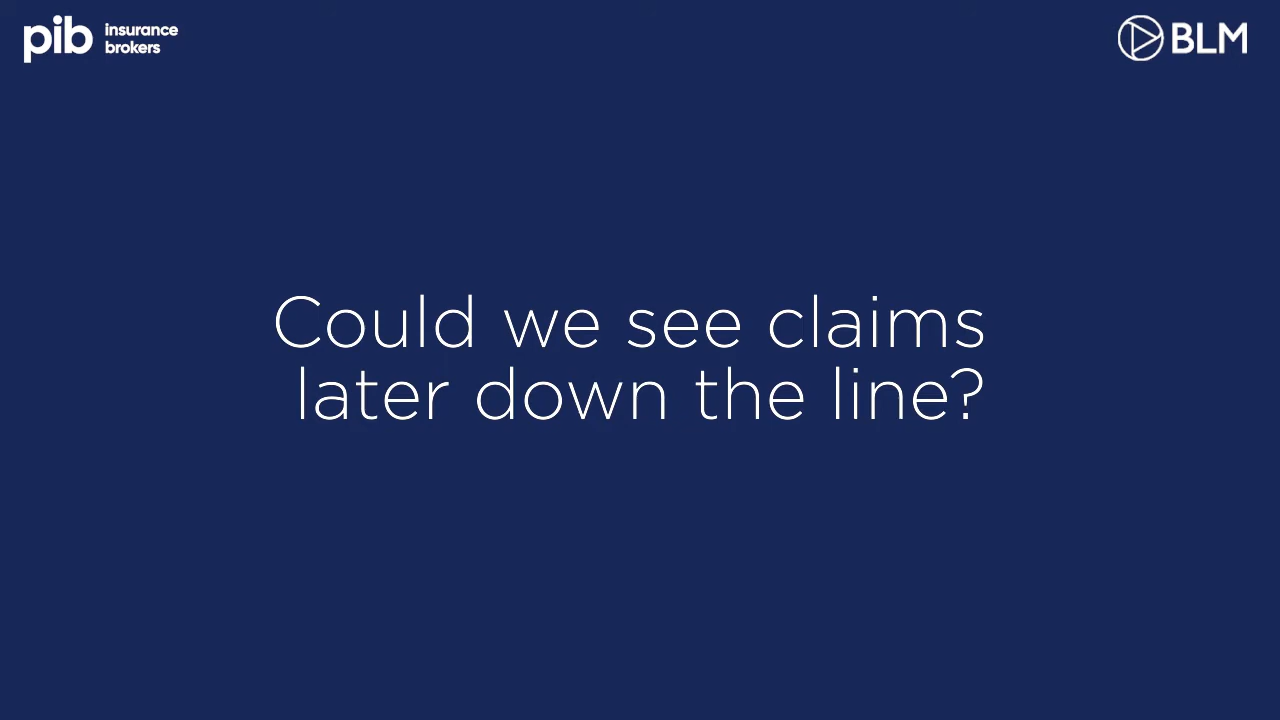 pib insurance
brokers
BLM
Could we see claims
later down the line?